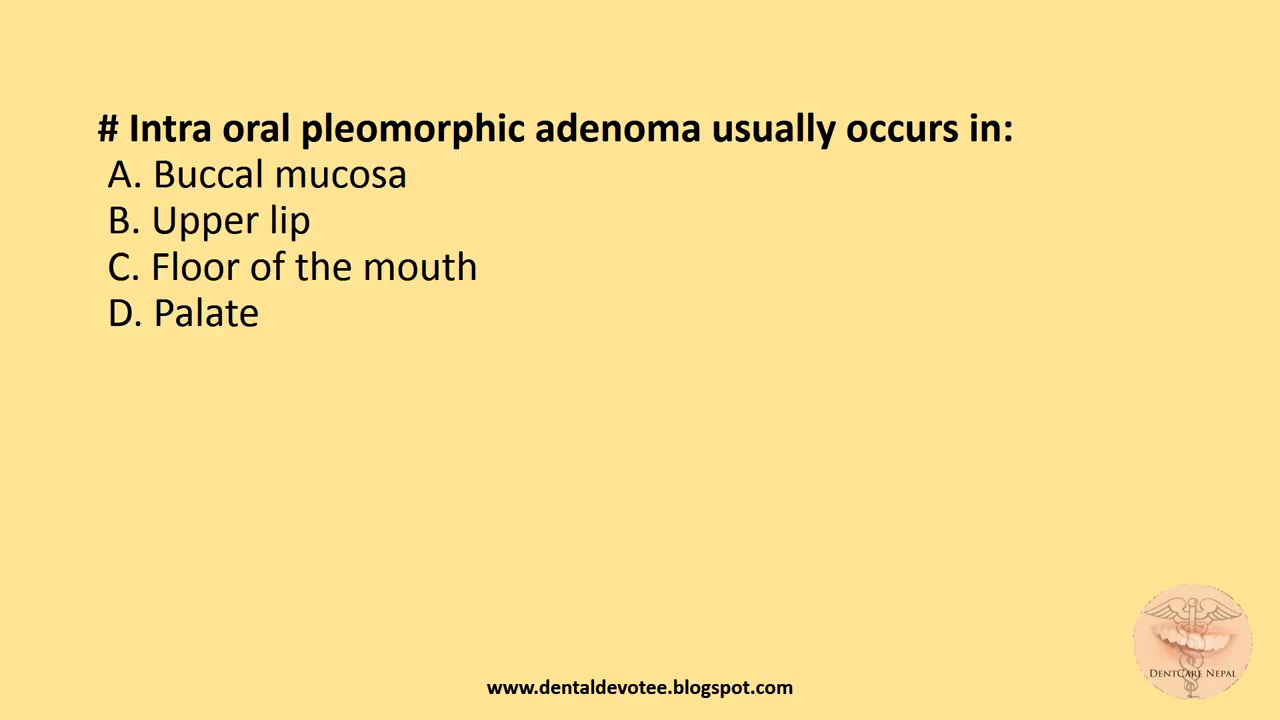 # Intra oral pleomorphic adenoma usually occurs in:
A. Buccal mucosa
B. Upper lip
C. Floor of the mouth
D. Palate
DentCare Nepal
www.dentaldevotee.blogspot.com